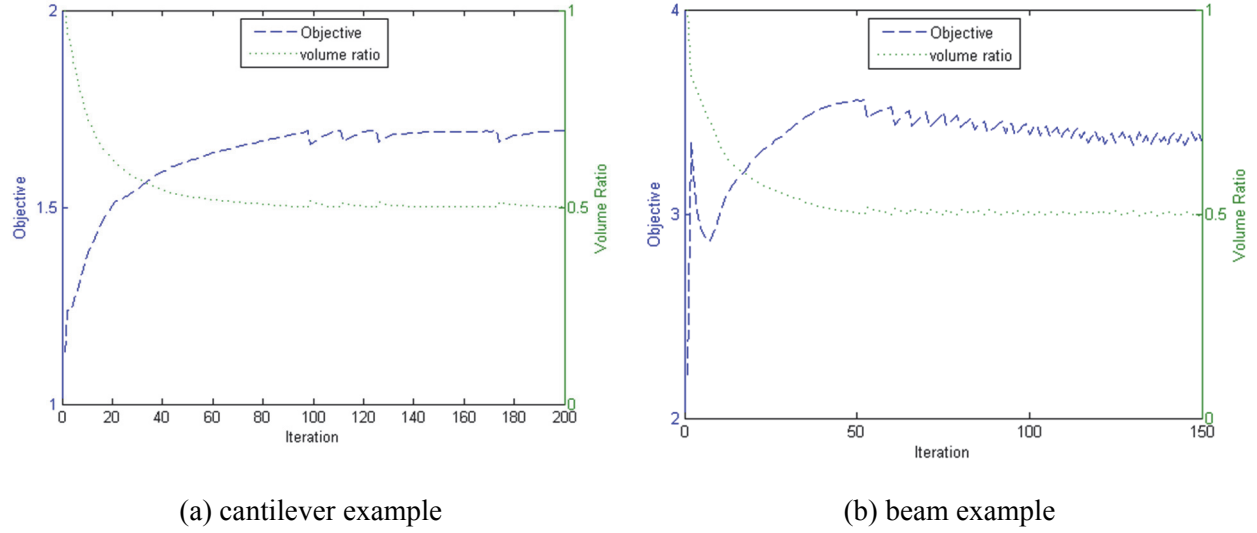 Objective
volume ratio
2
1.5
1
Objective
1
0.5
0
Volume Ratio
0 20 40 60 80 100 120 140 160 180 200
Iteration
(a) cantilever example
Objective
volume ratio
4
3
2
Objective
1
0.5
0
Volume Ratio
0 50 100 150
Iteration
(b) beam example